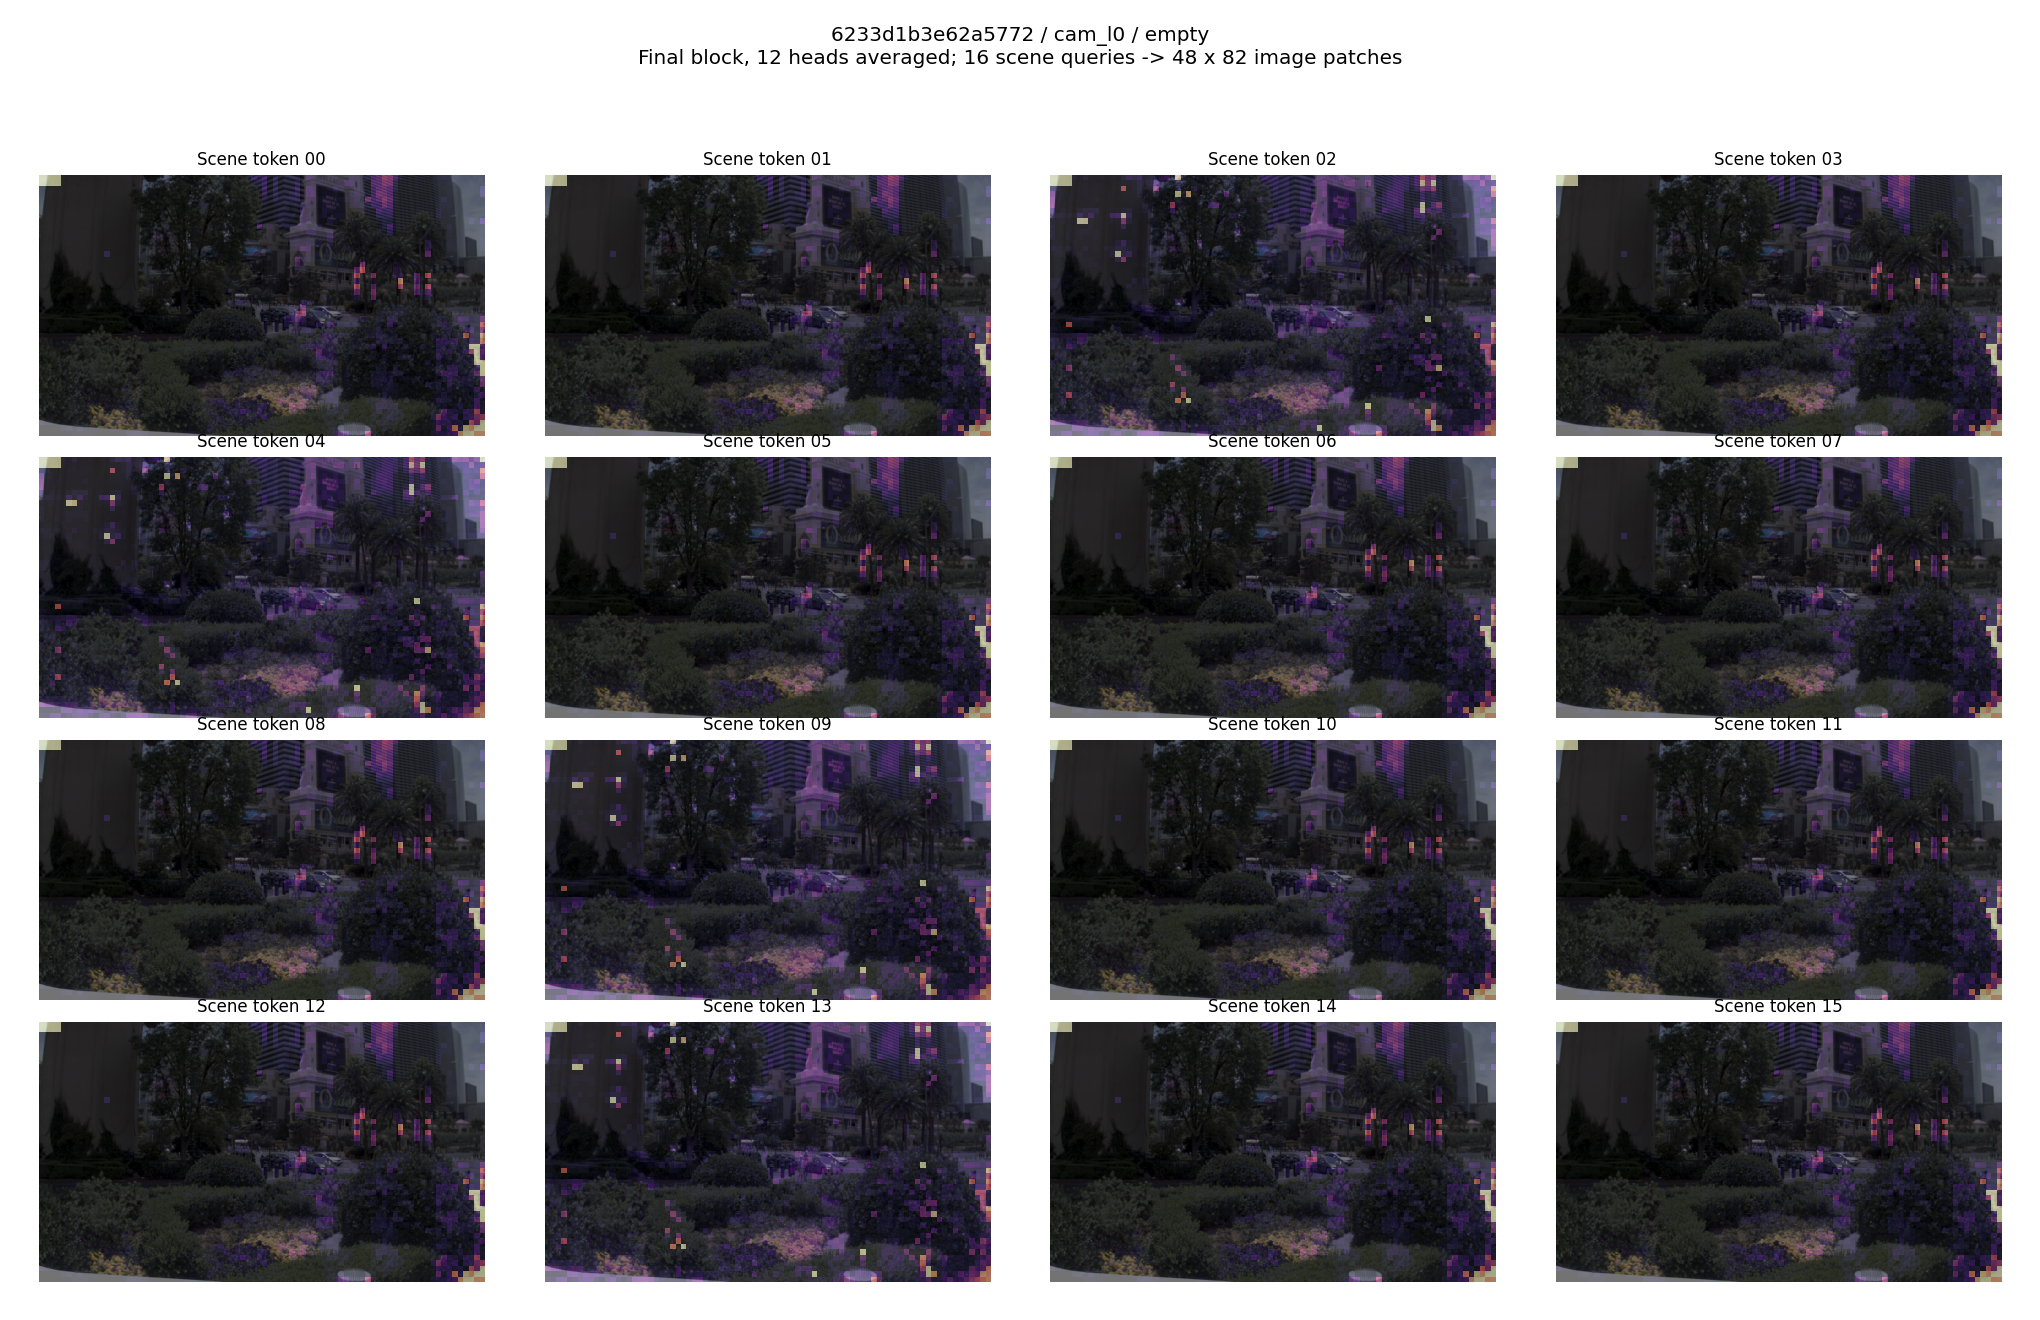 6233d1b3e62a5772 / cam_l0 / empty
Final block, 12 heads averaged; 16 scene queries -> 48 x 82 image patches
Scene token 00
Scene token 01
Scene token 02
Scene token 03
Scene token 04
Scene token 05
Scene token 06
Scene token 07
Scene token 08
Scene token 09
Scene token 10
Scene token 11
Scene token 12
Scene token 13
Scene token 14
Scene token 15